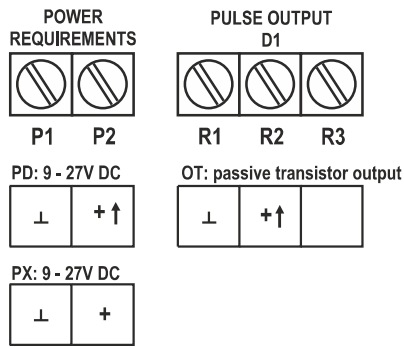 POWER
REQUIREMENTS
PULSE OUTPUT
D1
P1 P2
R1 R2 R3
PD: 9 - 27V DC
OT: passive transistor output
⊥ +↑
⊥ +↑
PX: 9 - 27V DC
⊥ +